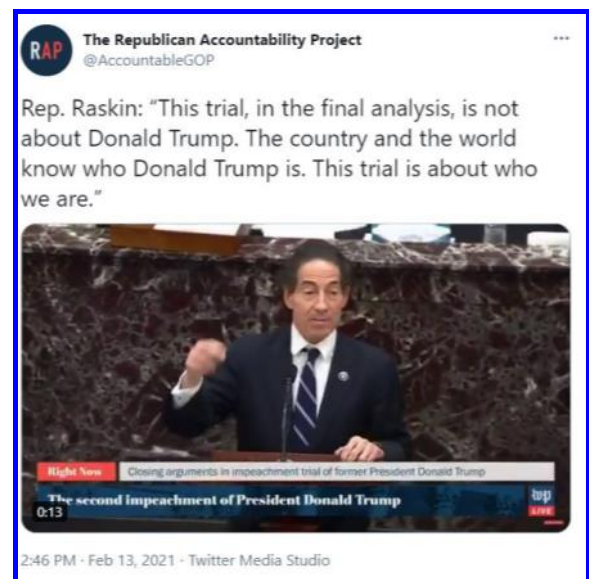 RAP
The Republican Accountability Project
@AccountableGOP
Rep. Raskin: “This trial, in the final analysis, is not
about Donald Trump. The country and the world
know who Donald Trump is. This trial is about who
we are.”
Right Now
Closing arguments in impeachment trial of former President Donald Trump
The second impeachment of President Donald Trump
wp
LIVE
0:13
2:46 PM · Feb 13, 2021 · Twitter Media Studio